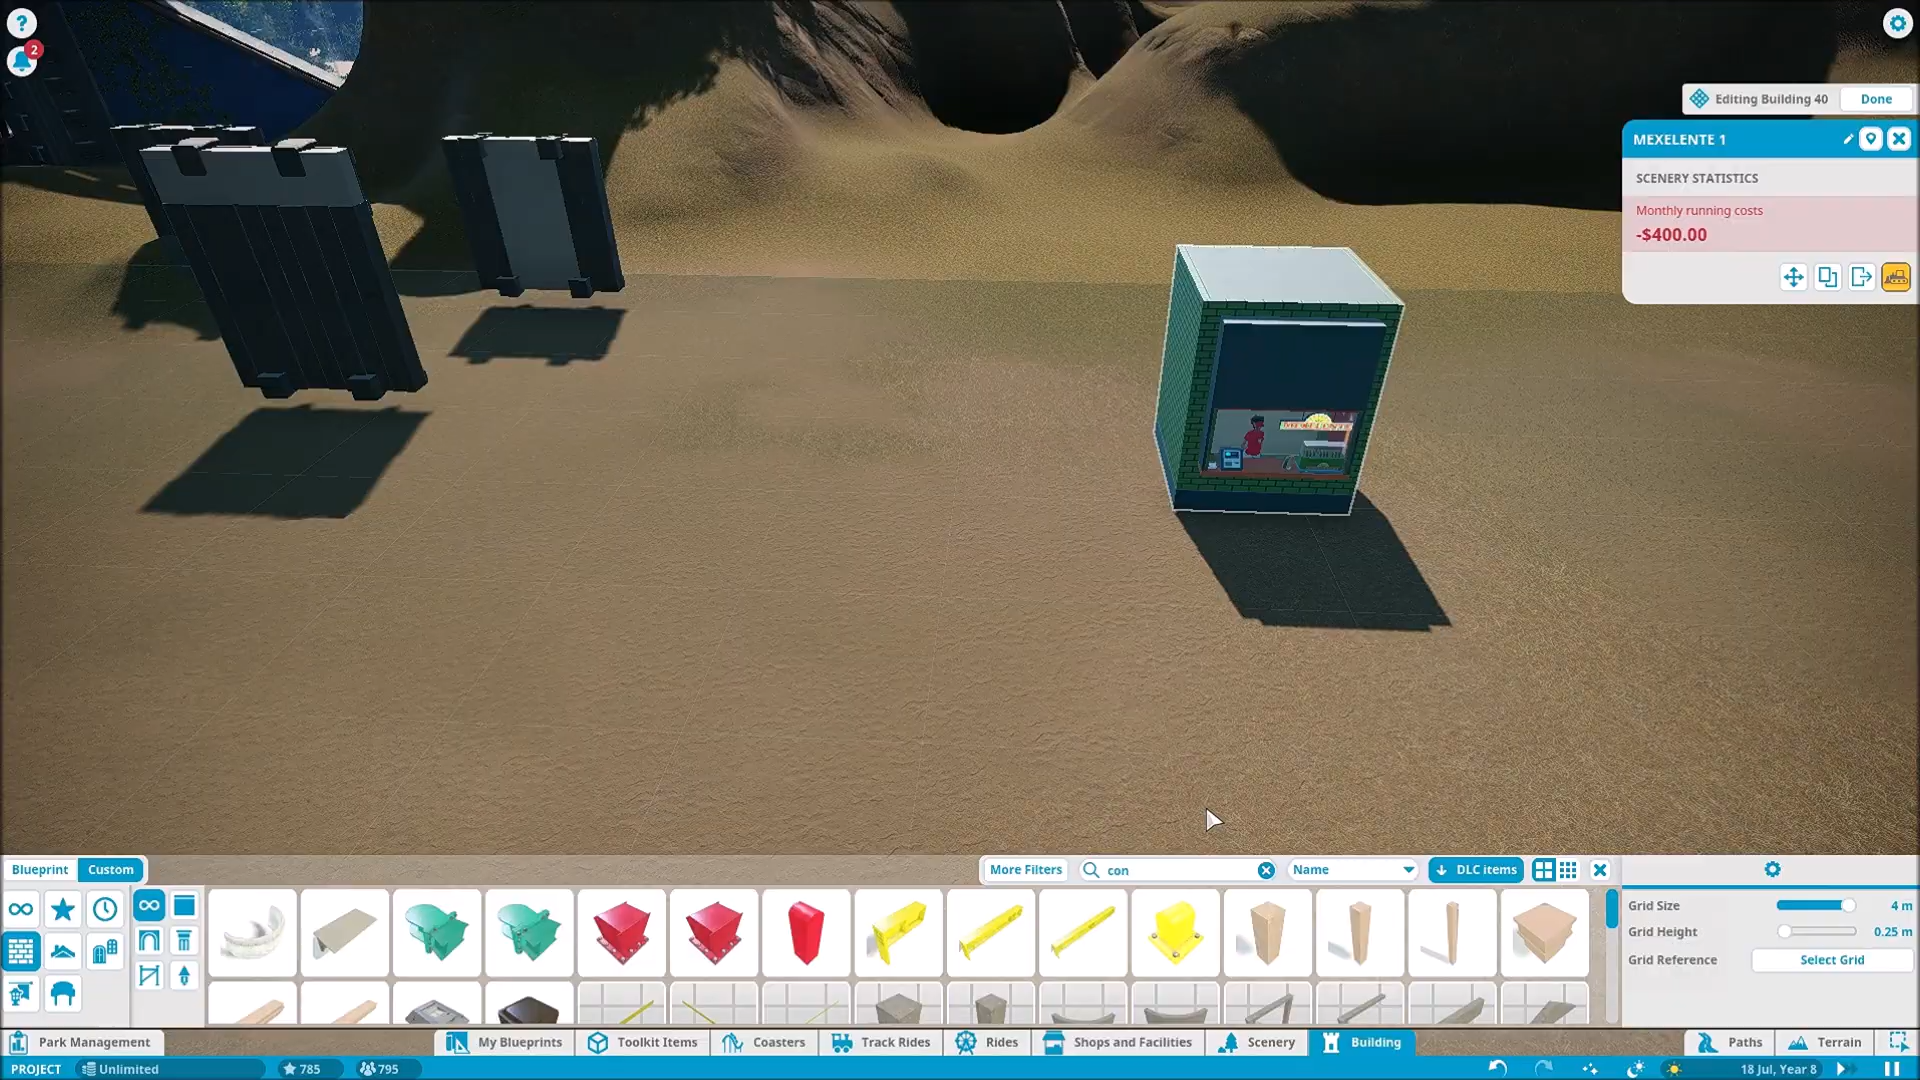 ?
2
Editing Building 40
Done
MEXELENTE 1
SCENERY STATISTICS
Monthly running costs
-$400.00
Blueprint
Custom
More Filters
con
Name
DLC items
Grid Size
4 m
Grid Height
0.25 m
Grid Reference
Select Grid
Park Management
My Blueprints
Toolkit Items
Coasters
Track Rides
Rides
Shops and Facilities
Scenery
Building
Paths
Terrain
PROJECT
Unlimited
785
795
18 Jul, Year 8